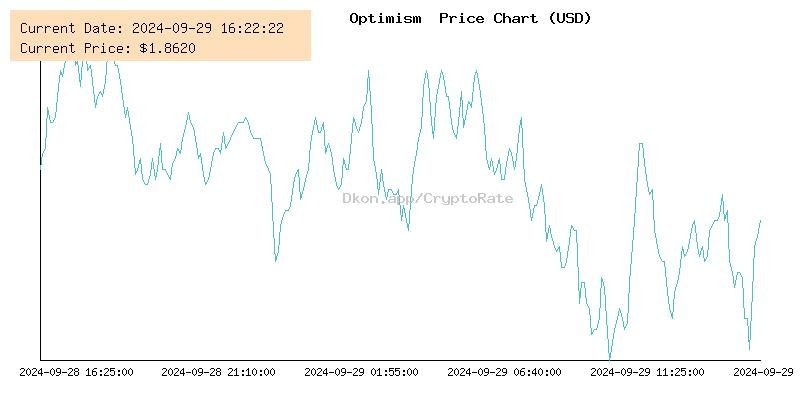 Optimism  Price Chart (USD)
Current Date: 2024-09-29 16:22:22
Current Price: $1.8620
Dkon.app/CryptoRate
2024-09-28 16:25:00 2024-09-28 21:10:00 2024-09-29 01:55:00 2024-09-29 06:40:00 2024-09-29 11:25:00 2024-09-29